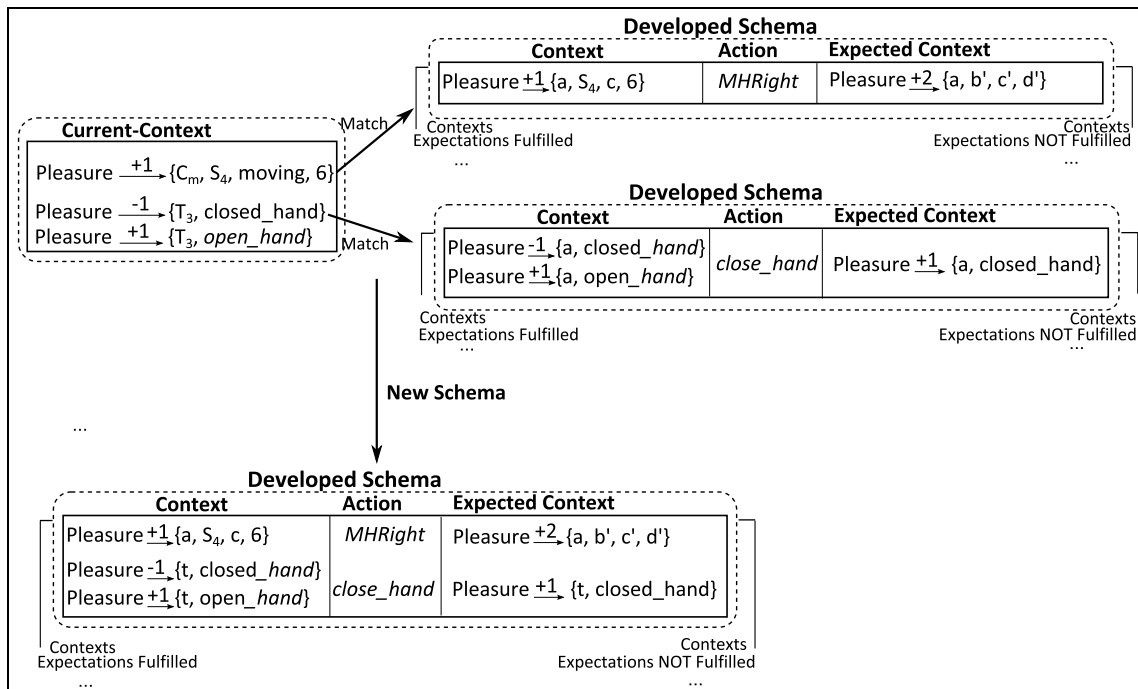 Developed Schema
Context Action Expected Context
Pleasure +1 {a, S4, c, 6} MHRight Pleasure +2 {a, b', c', d'}
Contexts
Expectations Fulfilled
...
Contexts
Expectations NOT Fulfilled
...
Current-Context
Pleasure +1 {Cm, S4, moving, 6}
Pleasure -1 {T3, closed_hand}
Pleasure +1 {T3, open_hand}
Match
Match
Developed Schema
Context Action Expected Context
Pleasure -1 {a, closed_hand}
Pleasure +1 {a, open_hand}
close_hand
Pleasure +1 {a, closed_hand}
Contexts
Expectations Fulfilled
...
Contexts
Expectations NOT Fulfilled
...
New Schema
...
Developed Schema
Context Action Expected Context
Pleasure +1 {a, S4, c, 6} MHRight Pleasure +2 {a, b', c', d'}
Pleasure -1 {t, closed_hand}
Pleasure +1 {t, open_hand}
close_hand
Pleasure +1 {t, closed_hand}
Contexts
Expectations Fulfilled
...
Contexts
Expectations NOT Fulfilled
...